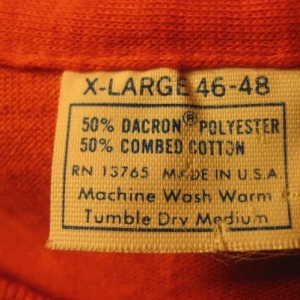 X-LARGE 46-48
50% DACRON® POLYESTER
50% COMBED COTTON
RN 13765 MADE IN U.S.A.
Machine Wash Warm
Tumble Dry Medium